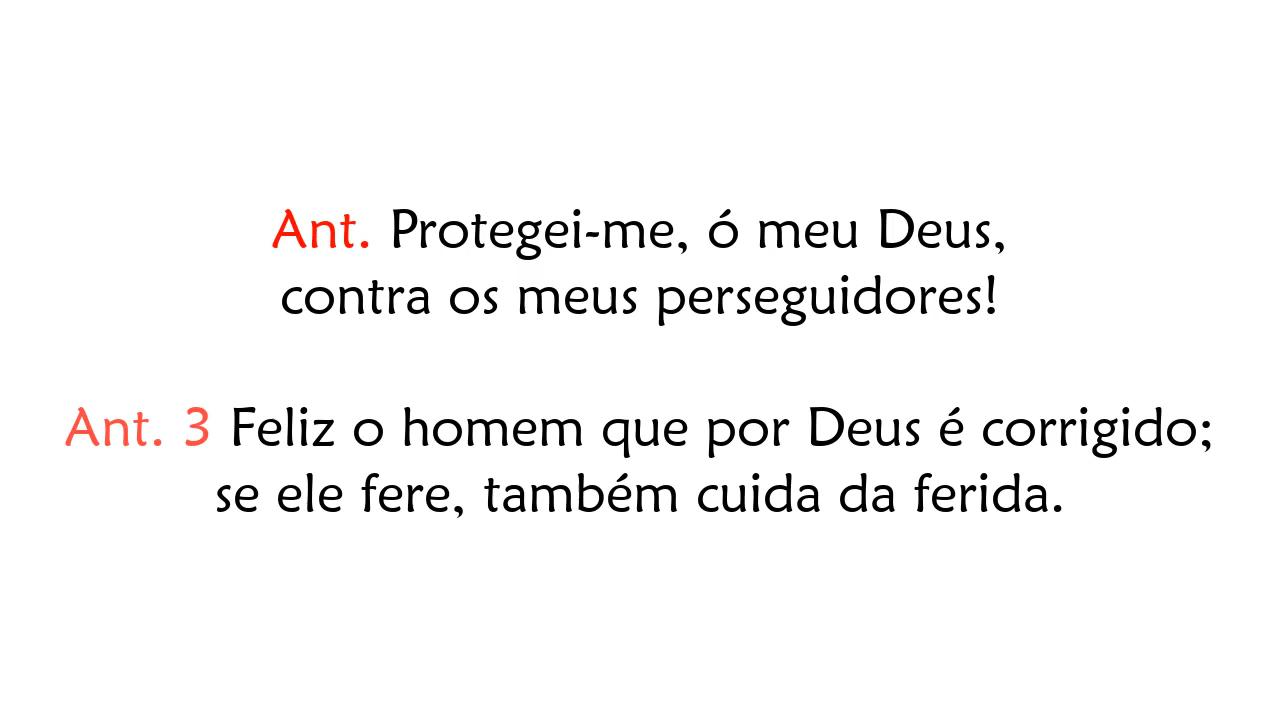 Ant. Protegei-me, ó meu Deus,
contra os meus perseguidores!
Ant. 3 Feliz o homem que por Deus é corrigido;
se ele fere, também cuida da ferida.